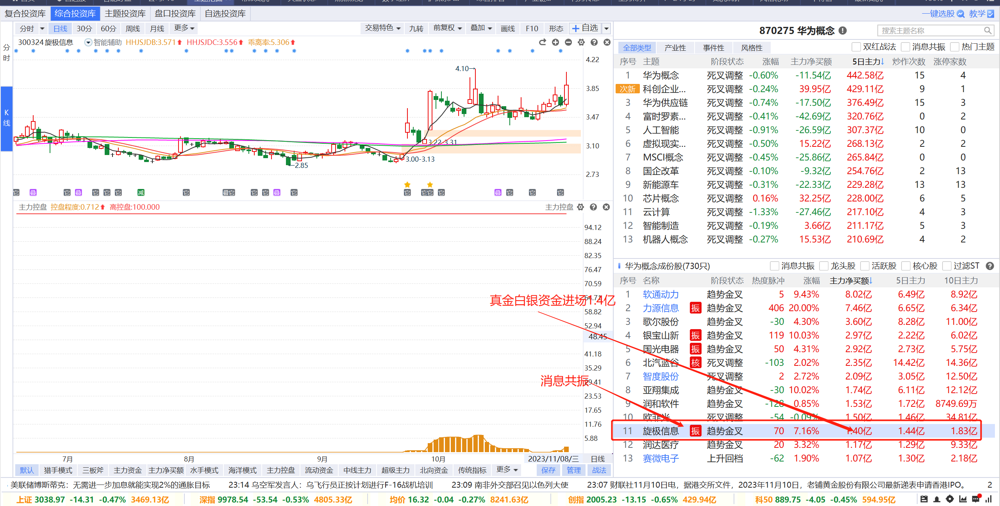 复合投资库 综合投资库 主题投资库 盘口投资库 自选投资库 一键选股 教学
分时 日线 30分 60分 周线 月线 更多 交易特色 九转 前复权 叠加 画线 F10 形态 自选
分时
K线
300324 旋极信息 智能辅助 HHJSJDB:3.571 HHJSJDC:3.556 乖离率:5.306
4.22
4.10
3.85
3.47
3.22-3.31
3.10
3.00-3.13
2.85
2.73
它 叠 它 叠 它 它 它 减 它 叠 它 它 它 叠 它 它 它 它 它 叠 它 它 它
主力控盘 控盘程度:0.712 高控盘:100.000 主力控盘
94.12
88.24
82.35
76.47
70.59
64.71
58.82
52.94
48.45
41.18
35.29
29.41
23.53
17.65
11.76
5.88
真金白银资金进场1.4亿
消息共振
7月 8月 9月 10月 2023/11/08/三 日线
默认 猎手模式 三板斧 主力资金 主力净买额 水手模式 海洋模式 主力控盘 流动资金 中线主力 超级主力 北向资金 传统指标 更多 保存 管理 战法
870275 华为概念 搜索主题名称
全部类型 产业性 事件性 风格性 双红战法 消息共振 热门主题
序号 主题 阶段状态 涨幅 主力净买额 5日主力↓ 炒作次数 涨停家数
1 华为概念 死叉调整 -0.60% -11.54亿 442.58亿 15 4
次新 科创企业... 死叉调整 -0.24% 39.95亿 429.11亿 9 1
3 华为供应链 死叉调整 -0.74% -17.50亿 376.49亿 15 3
4 富时罗素... 死叉调整 -0.41% -42.69亿 320.76亿 0 2
5 人工智能 死叉调整 -0.91% -26.59亿 307.37亿 10 0
6 虚拟现实... 死叉调整 -0.50% 15.22亿 268.13亿 2 2
7 MSCI概念 死叉调整 -0.45% -25.86亿 265.84亿 0 0
8 国企改革 死叉调整 -0.10% -9.32亿 254.76亿 2 13
9 新能源车 死叉调整 -0.31% -22.33亿 229.28亿 13 13
10 芯片概念 死叉调整 0.16% 32.25亿 228.00亿 6 5
11 云计算 死叉调整 -1.33% -27.46亿 217.10亿 4 3
12 智能制造 死叉调整 -0.19% 3.66亿 211.17亿 5 3
13 机器人概念 死叉调整 -0.27% 15.53亿 210.69亿 4 2
华为概念成份股(730只) 消息共振 龙头股 活跃股 核心股 过滤ST
序号 名称 阶段状态 热度脉冲 涨幅 主力净买额↓ 5日主力 10日主力
1 软通动力 趋势金叉 5 9.43% 8.02亿 6.49亿 8.92亿
2 力源信息 振 趋势金叉 406 20.00% 7.46亿 6.65亿 6.34亿
3 歌尔股份 趋势金叉 -30 4.30% 3.60亿 8.28亿 11.00亿
4 银宝山新 振 趋势金叉 119 10.03% 2.97亿 2.22亿 6.02亿
5 国光电器 振 趋势金叉 50 4.31% 2.92亿 2.73亿 5.75亿
6 北汽蓝谷 核 死叉调整 -103 2.02% 2.35亿 14.42亿 14.36亿
7 智度股份 死叉调整 2 2.72% 2.09亿 3.05亿 12.50亿
8 亚翔集成 趋势金叉 -30 10.02% 1.74亿 6.11亿 12.12亿
9 润和软件 趋势金叉 -128 0.85% 1.53亿 1.72亿 8749.69万
10 欧菲光 死叉调整 -54 -0.09% 1.50亿 1.46亿 34.81亿
11 旋极信息 振 趋势金叉 70 7.16% 1.40亿 1.44亿 1.83亿
12 润达医疗 趋势金叉 20 3.32% 1.17亿 1.29亿 9.33亿
13 赛微电子 上升回档 -62 1.90% 1.07亿 1.30亿 2.18亿
美联储博斯蒂克：无需进一步加息就能实现2%的通胀目标 23:14 乌空军发言人：乌飞行员正按计划进行F-16战机培训 23:09 南非外交部召见以色列大使 23:07 财联社11月10日电，据港交所文件，2023年11月10日，老铺黄金股份有限公司最新递表申请香港IPO。 2
上证 3038.97 -14.31 -0.47% 3469.13亿 深指 9978.54 -53.54 -0.53% 4805.33亿 均价 16.32 -0.04 -0.27% 8241.63亿 创指 2005.23 -13.15 -0.65% 429.94亿 科50 889.75 -4.05 -0.45% 594.95亿